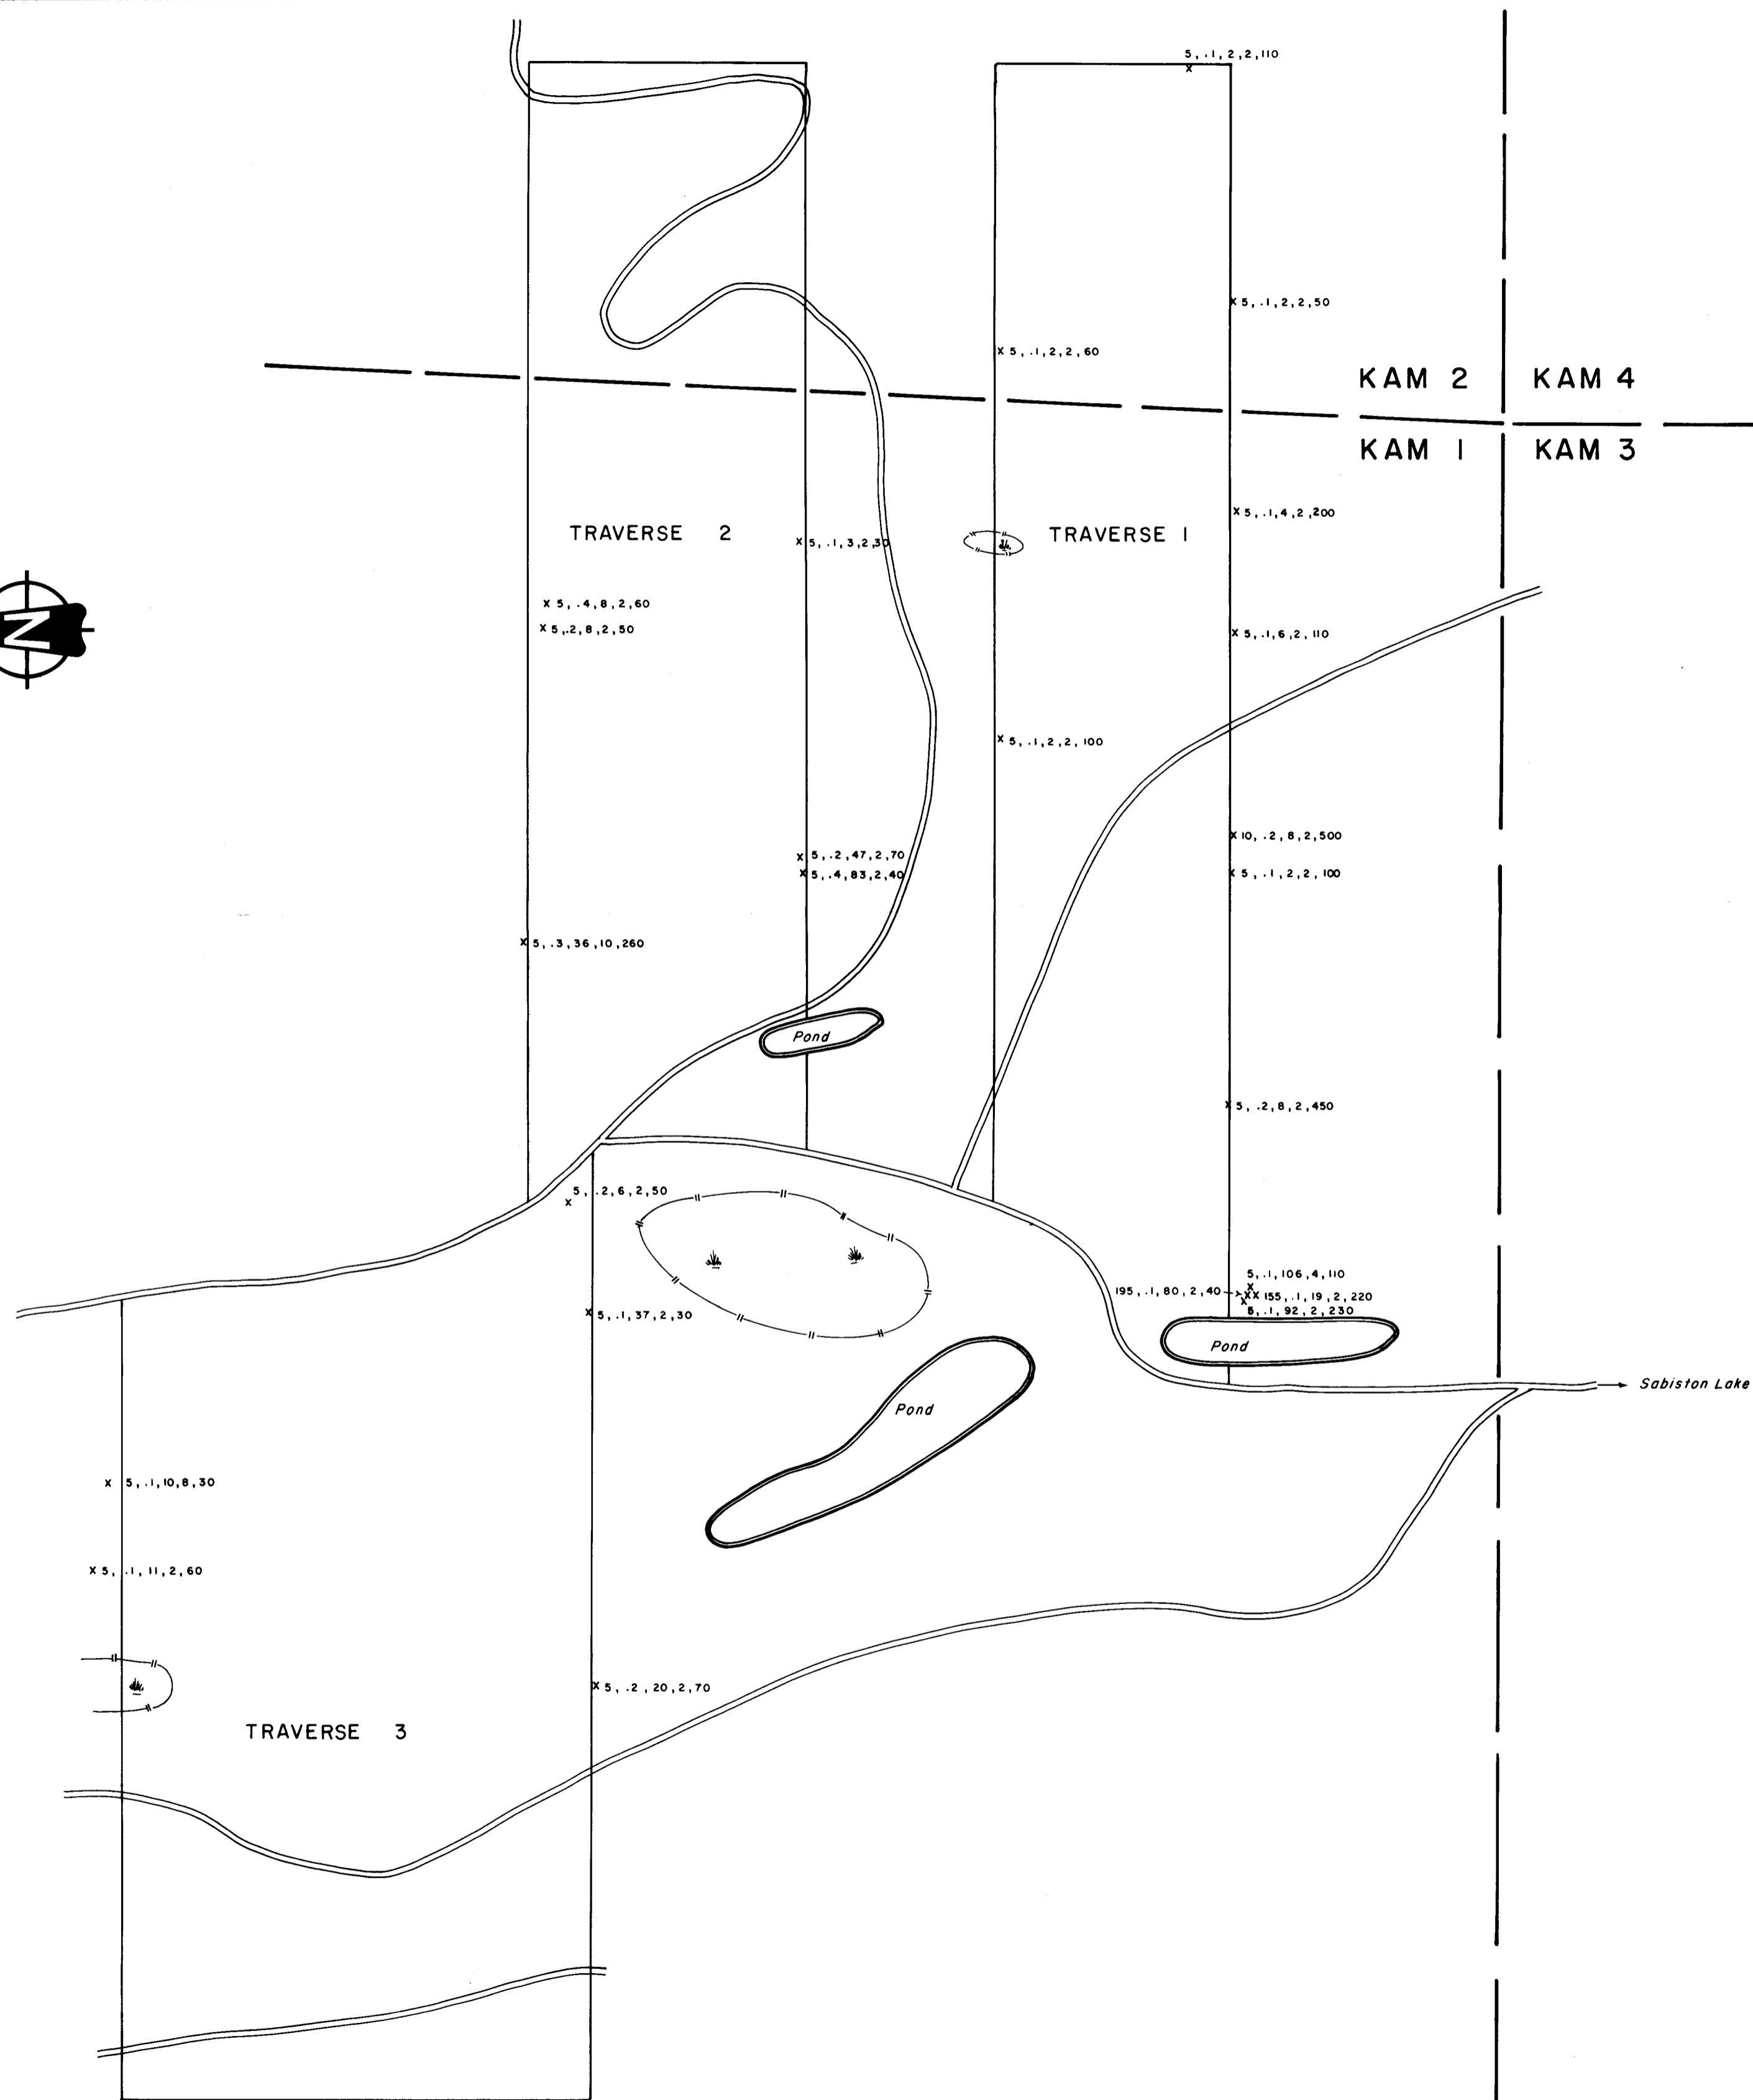 5, .1, 2, 2, 110
x 5, .1, 2, 2, 50
x 5, .1, 2, 2, 60
KAM 2 KAM 4
KAM 1 KAM 3
x 5, .1, 4, 2, 200
TRAVERSE 2
TRAVERSE 1
x 5, .1, 3, 2, 30
x 5, .4, 8, 2, 60
x 5, .2, 8, 2, 50
N
x 5, .1, 6, 2, 110
x 5, .1, 2, 2, 100
x 10, .2, 8, 2, 500
x 5, .2, 47, 2, 70
x 5, .4, 83, 2, 40
x 5, .1, 2, 2, 100
x 5, .3, 36, 10, 260
Pond
x 5, .2, 8, 2, 450
5, .2, 6, 2, 50
x
5, .1, 106, 4, 110
195, .1, 80, 2, 40
x 155, .1, 19, 2, 220
5, .1, 92, 2, 230
x 5, .1, 37, 2, 30
Pond
Sabiston Lake
Pond
x 5, .1, 10, 8, 30
x 5, .1, 11, 2, 60
x 5, .2, 20, 2, 70
TRAVERSE 3